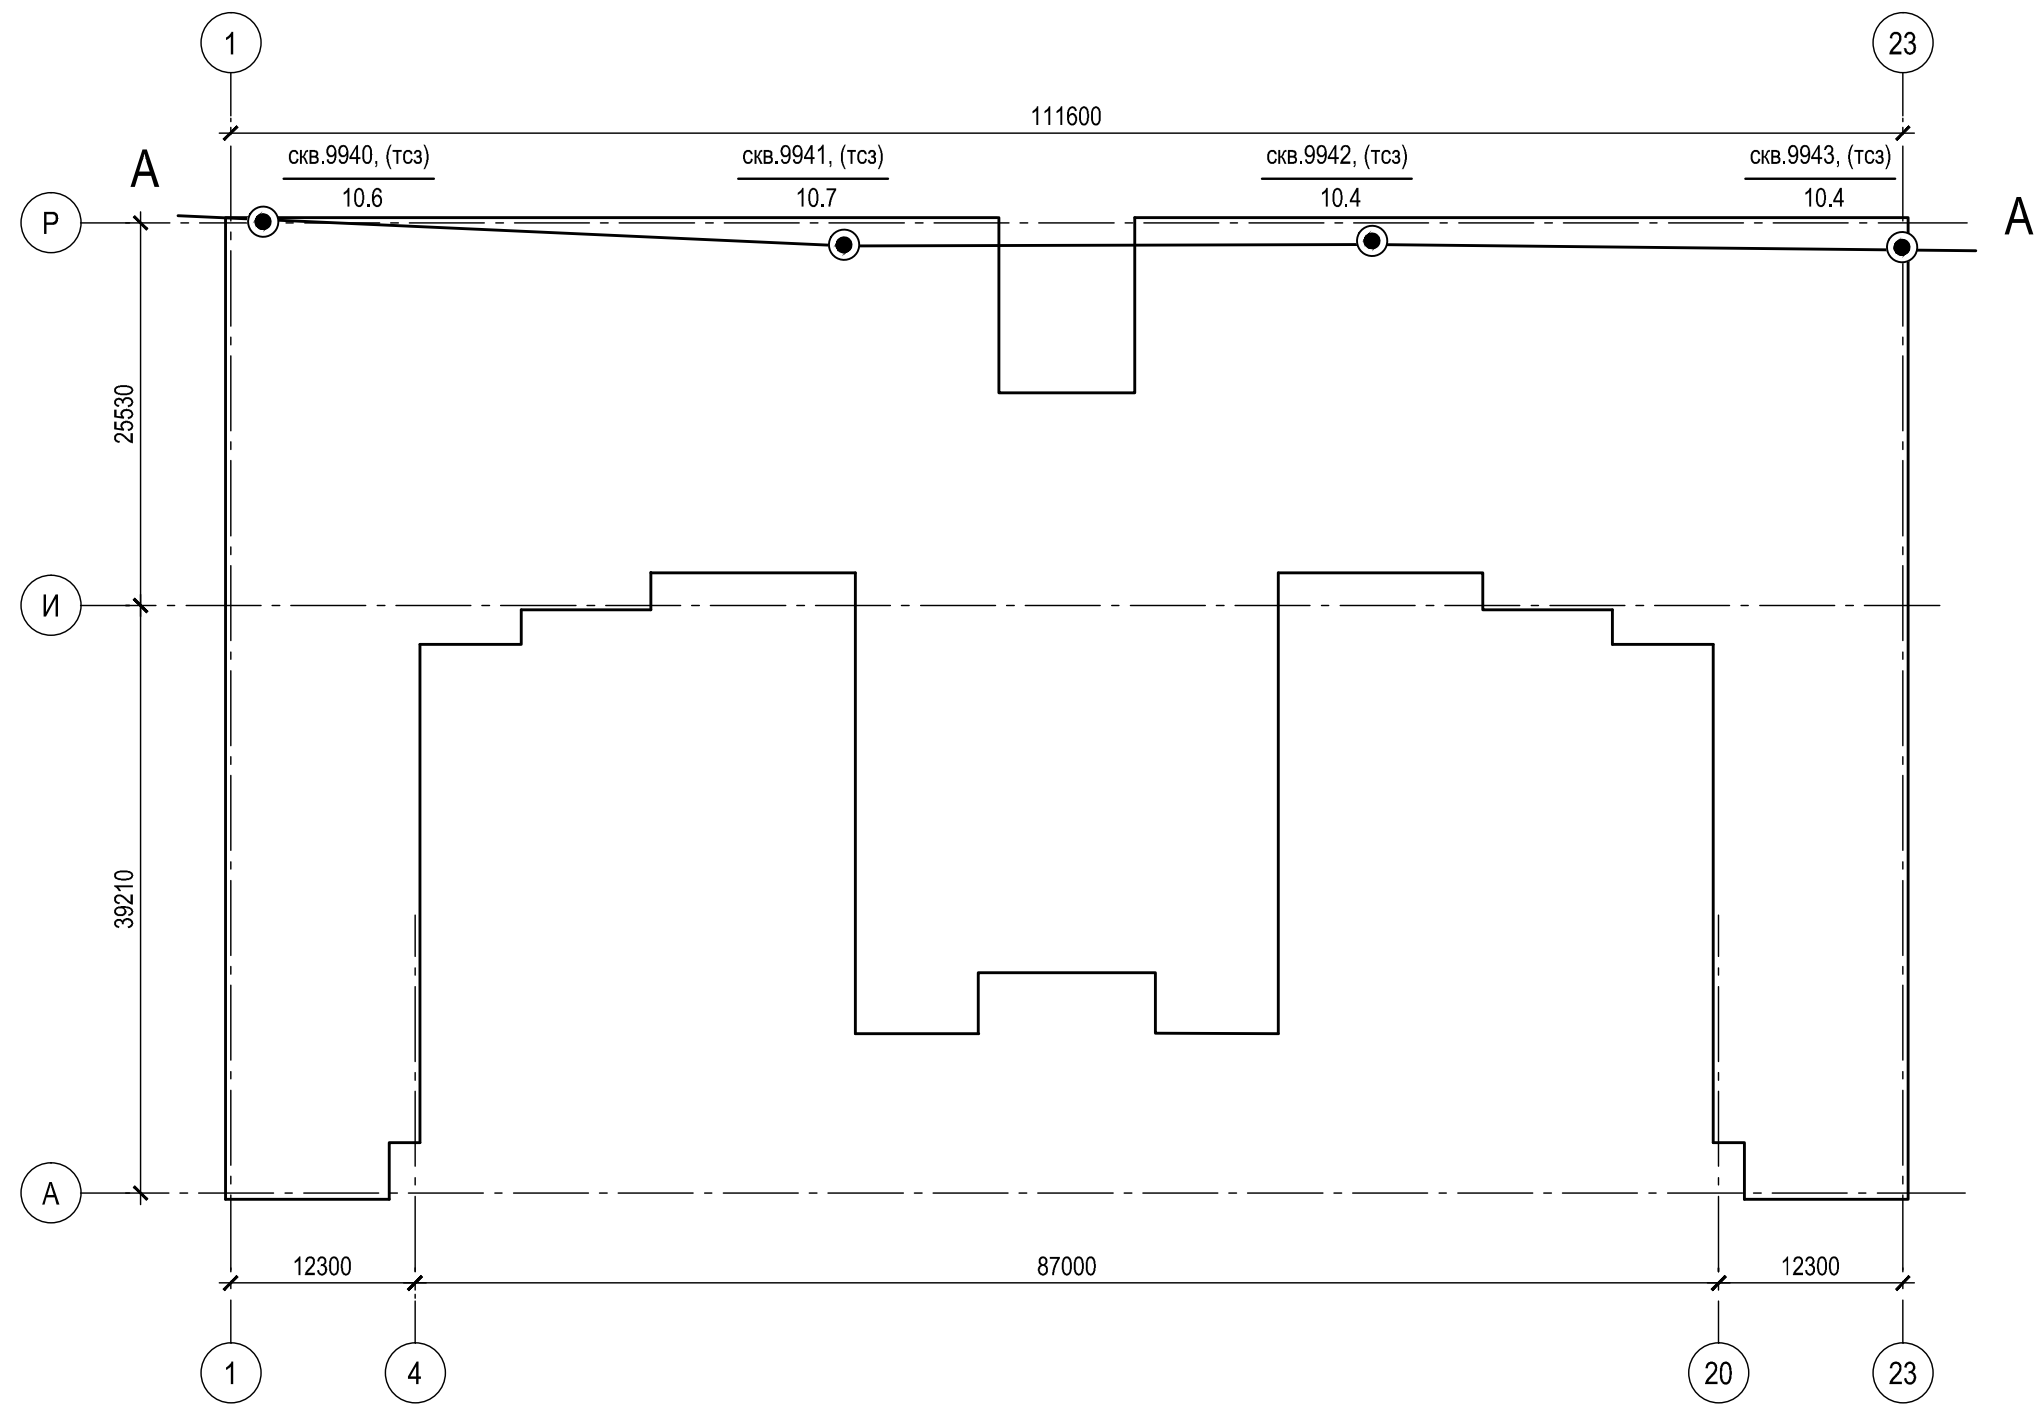 1
23
111600
скв.9940, (тсз)
10.6
скв.9941, (тсз)
10.7
скв.9942, (тсз)
10.4
скв.9943, (тсз)
10.4
А
А
Р
25530
И
39210
А
12300
87000
12300
1
4
20
23